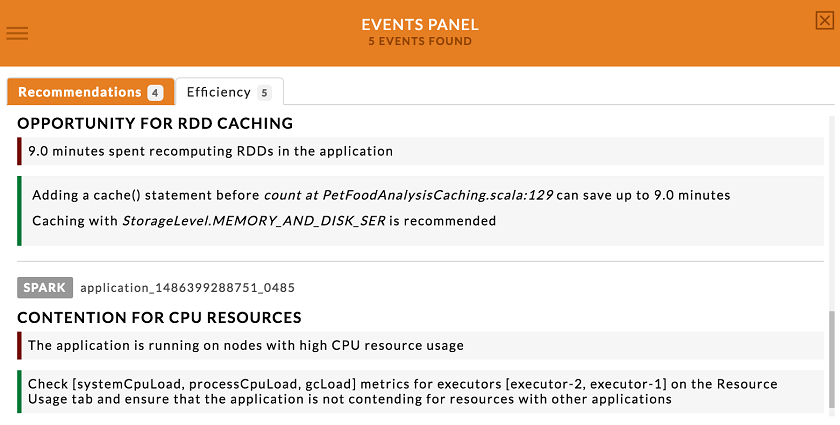 EVENTS PANEL
5 EVENTS FOUND
Recommendations 4 Efficiency 5
OPPORTUNITY FOR RDD CACHING
9.0 minutes spent recomputing RDDs in the application
Adding a cache() statement before count at PetFoodAnalysisCaching.scala:129 can save up to 9.0 minutes
Caching with StorageLevel.MEMORY_AND_DISK_SER is recommended
SPARK application_1486399288751_0485
CONTENTION FOR CPU RESOURCES
The application is running on nodes with high CPU resource usage
Check [systemCpuLoad, processCpuLoad, gcLoad] metrics for executors [executor-2, executor-1] on the Resource
Usage tab and ensure that the application is not contending for resources with other applications